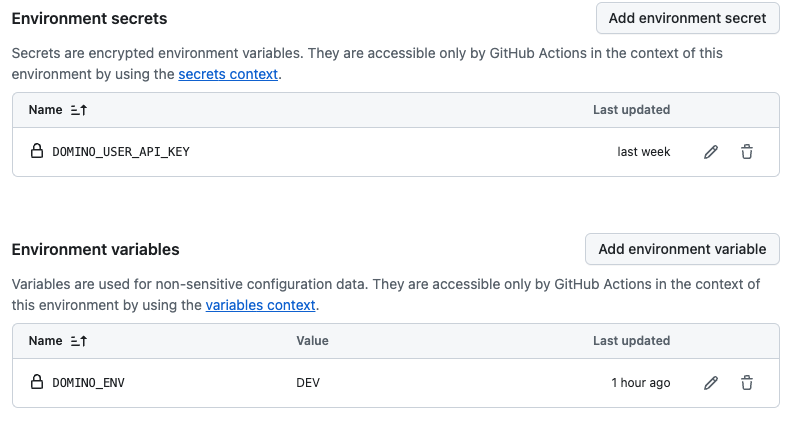 Environment secrets
Add environment secret
Secrets are encrypted environment variables. They are accessible only by GitHub Actions in the context of this
environment by using the secrets context.
Name Last updated
DOMINO_USER_API_KEY last week
Environment variables
Add environment variable
Variables are used for non-sensitive configuration data. They are accessible only by GitHub Actions in the context of
this environment by using the variables context.
Name Value Last updated
DOMINO_ENV DEV 1 hour ago